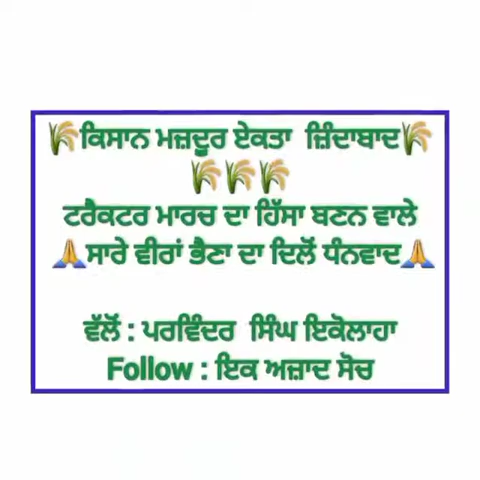 🌾ਕਿਸਾਨ ਮਜ਼ਦੂਰ ਏਕਤਾ ਜ਼ਿੰਦਾਬਾਦ🌾
🌾🌾🌾
ਟਰੈਕਟਰ ਮਾਰਚ ਦਾ ਹਿੱਸਾ ਬਣਨ ਵਾਲੇ
🙏ਸਾਰੇ ਵੀਰਾਂ ਭੈਣਾ ਦਾ ਦਿਲੋਂ ਧੰਨਵਾਦ🙏
ਵੱਲੋਂ : ਪਰਵਿੰਦਰ ਸਿੰਘ ਇਕੋਲਾਹਾ
Follow : ਇਕ ਅਜ਼ਾਦ ਸੋਚ